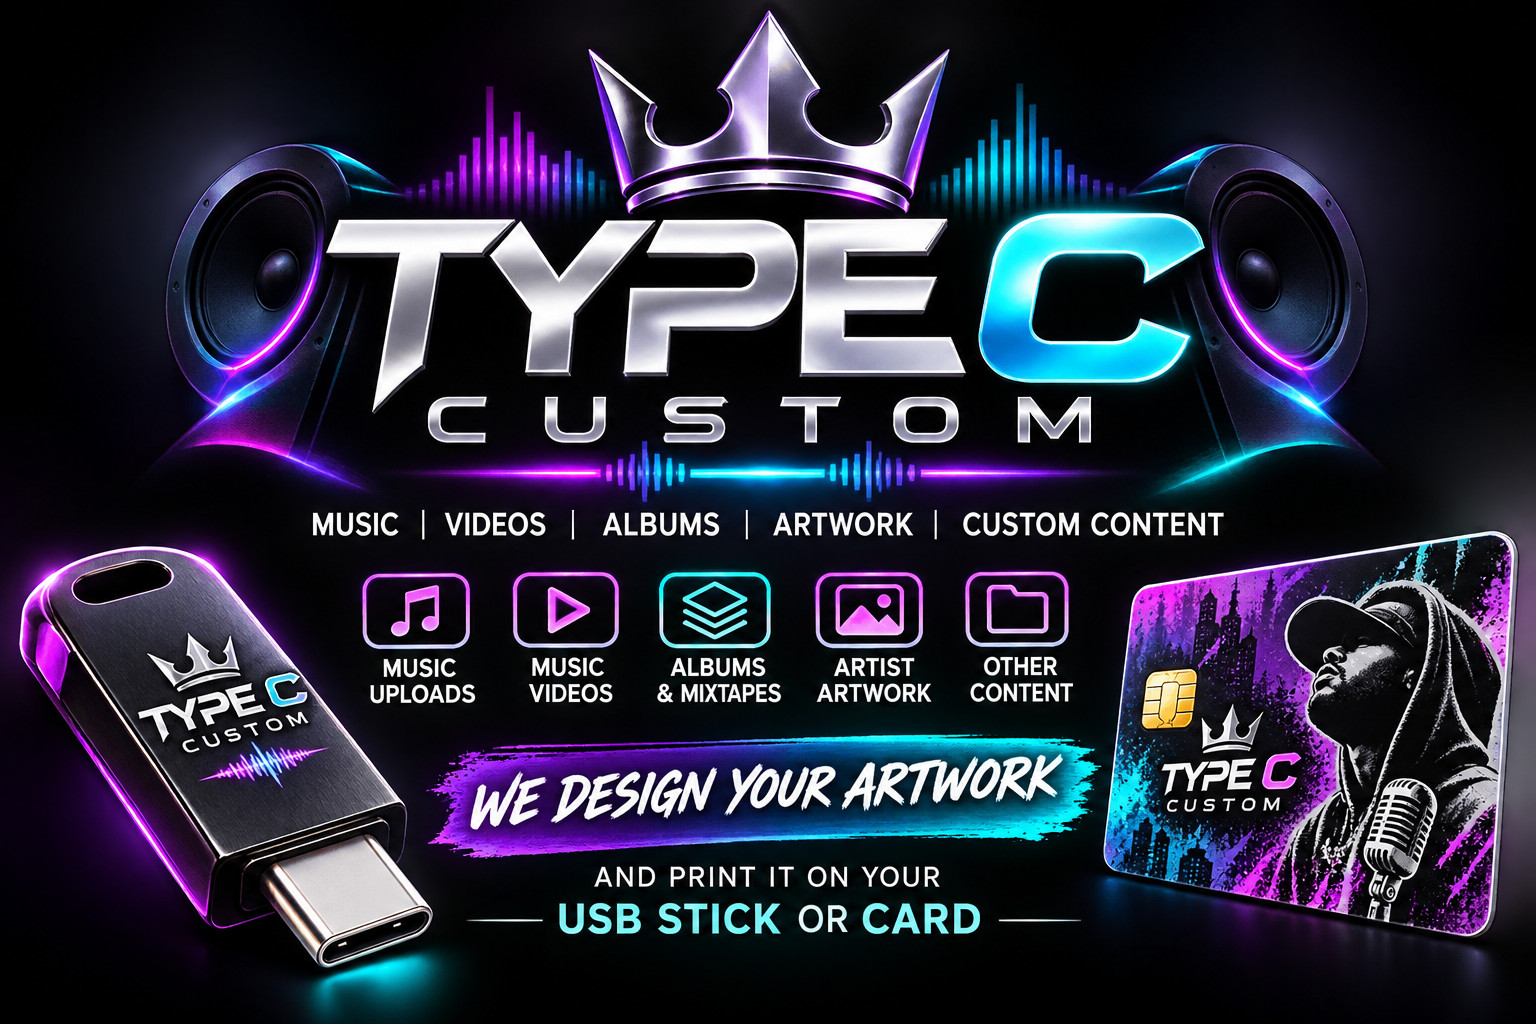 TYPE C
CUSTOM
MUSIC | VIDEOS | ALBUMS | ARTWORK | CUSTOM CONTENT
MUSIC
UPLOADS
MUSIC
VIDEOS
ALBUMS
& MIXTAPES
ARTIST
ARTWORK
OTHER
CONTENT
TYPE C
CUSTOM
WE DESIGN YOUR ARTWORK
AND PRINT IT ON YOUR
USB STICK OR CARD
TYPE C
CUSTOM